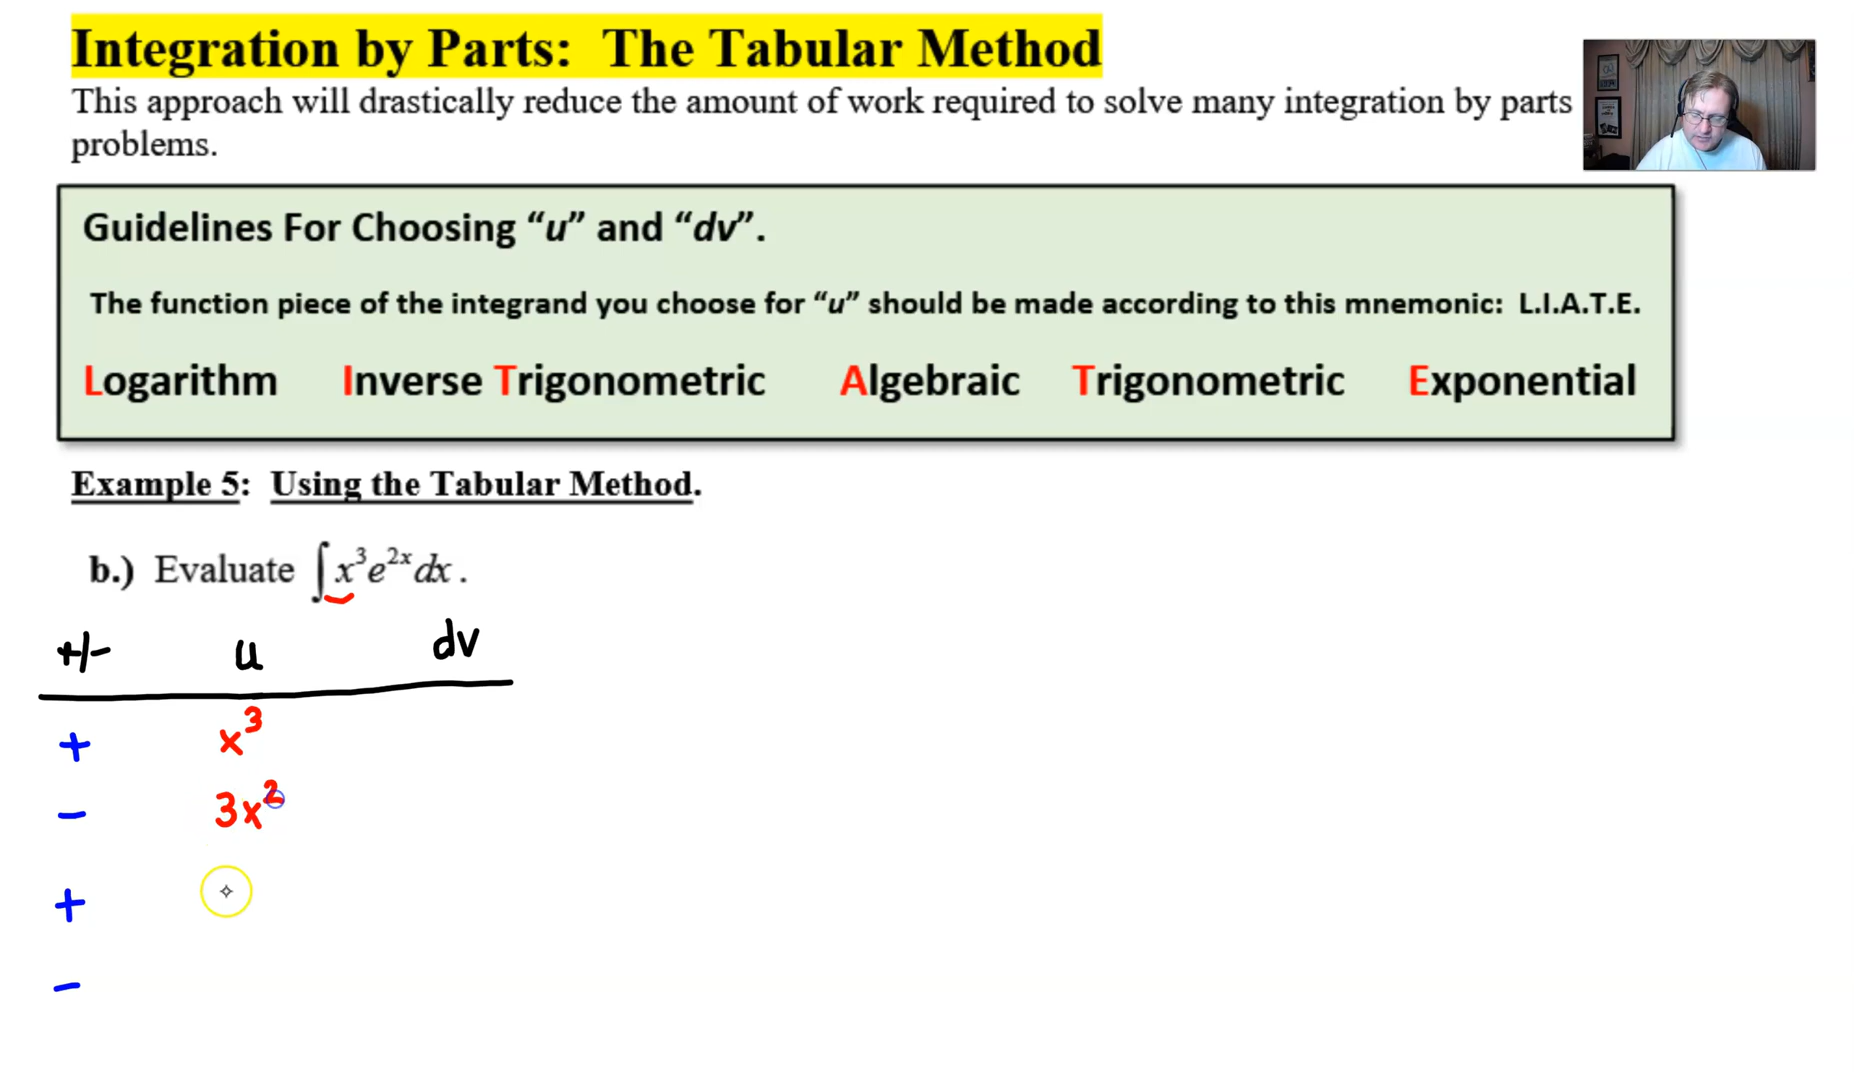 Integration by Parts:  The Tabular Method
This approach will drastically reduce the amount of work required to solve many integration by parts
problems.
Guidelines For Choosing “u” and “dv”.
The function piece of the integrand you choose for “u” should be made according to this mnemonic:  L.I.A.T.E.
Logarithm Inverse Trigonometric Algebraic Trigonometric Exponential
Example 5:  Using the Tabular Method.
b.)  Evaluate ∫x³e²ˣdx.
+/- u dv
+ x³
- 3x²
+
-